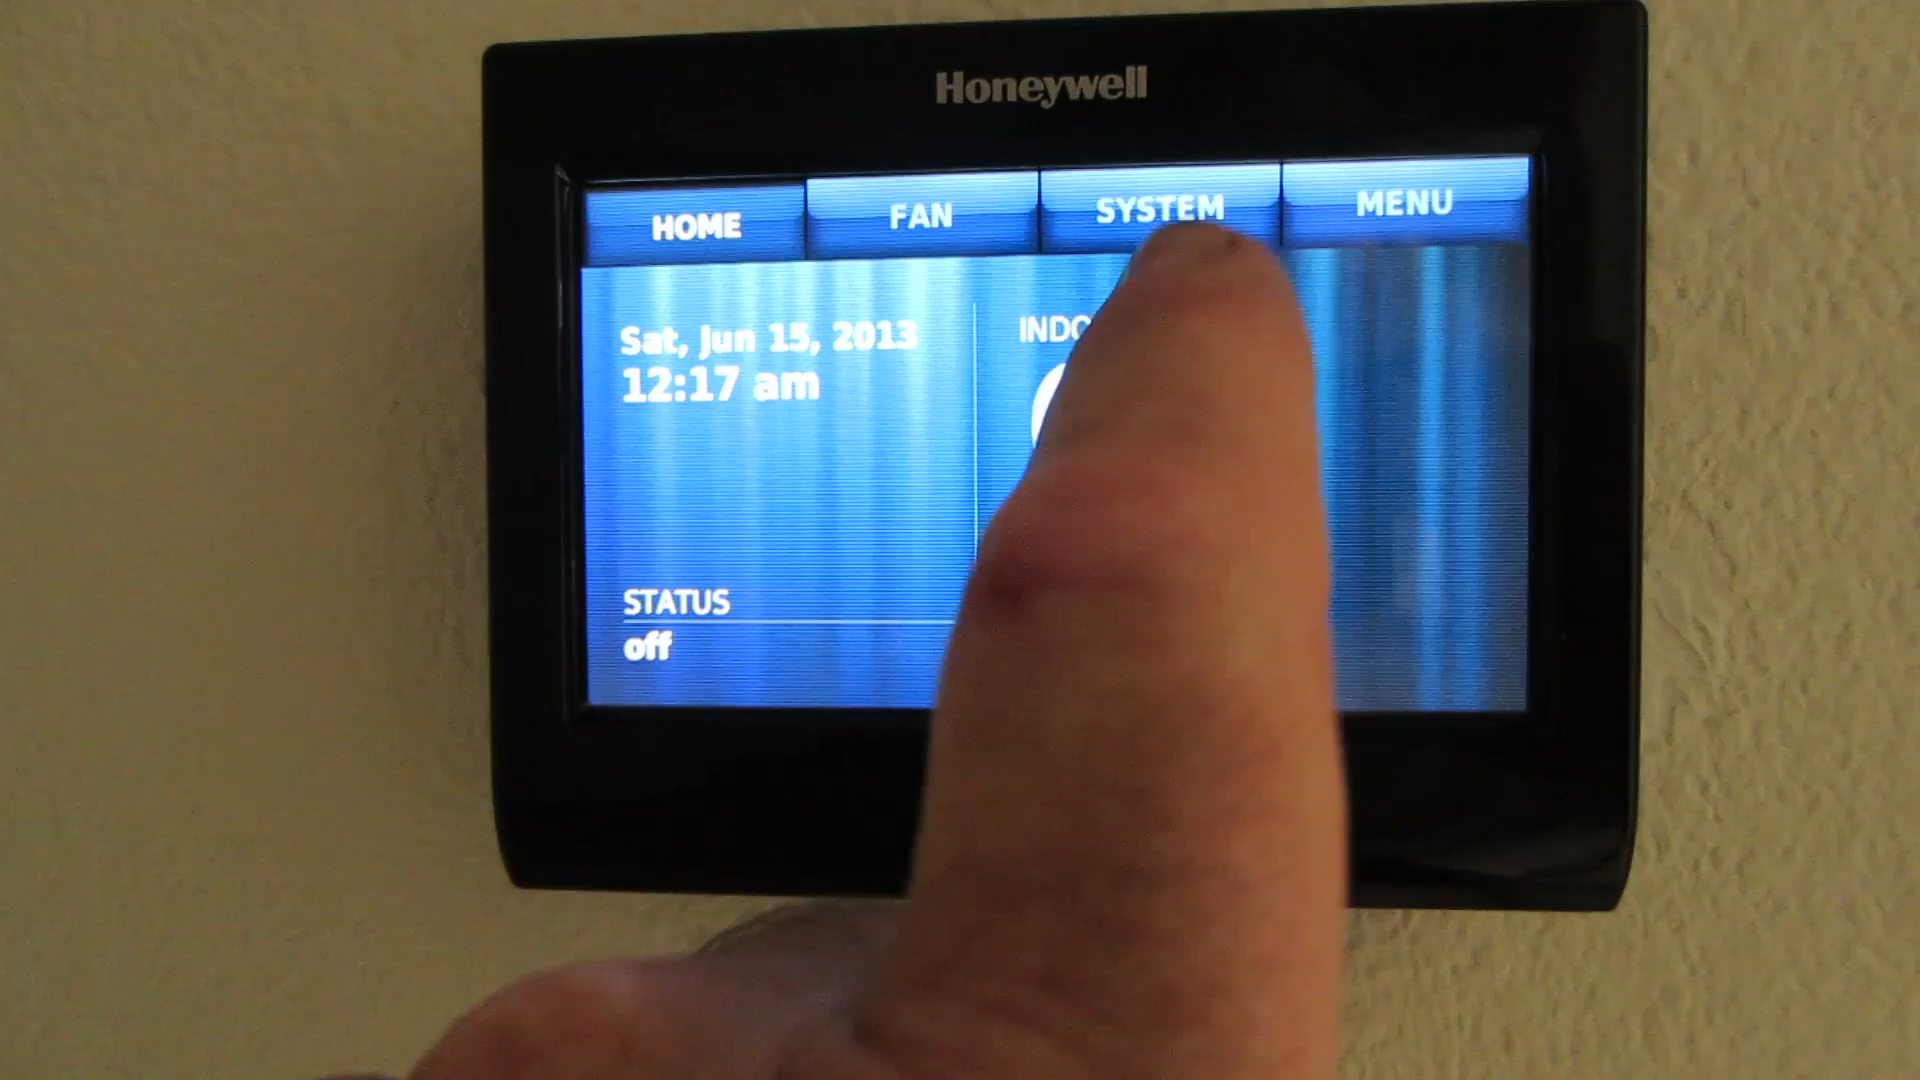 Honeywell
HOME
FAN
SYSTEM
MENU
Sat, Jun 15, 2013
12:17 am
STATUS
off